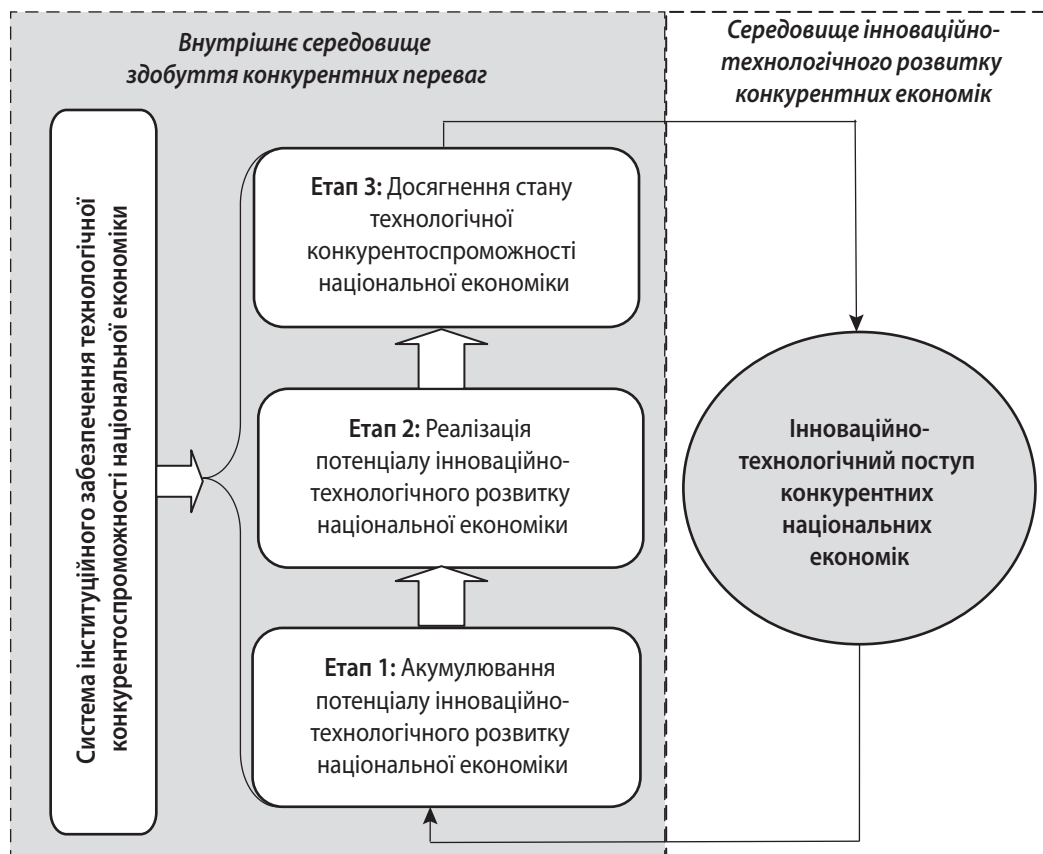 Внутрішнє середовище
здобуття конкурентних переваг
Середовище інноваційно-
технологічного розвитку
конкурентних економік
Система інституційного забезпечення технологічної
конкурентоспроможності національної економіки
Етап 3: Досягнення стану
технологічної
конкурентоспроможності
національної економіки
Етап 2: Реалізація
потенціалу інноваційно-
технологічного розвитку
національної економіки
Етап 1: Акумулювання
потенціалу інноваційно-
технологічного розвитку
національної економіки
Інноваційно-
технологічний поступ
конкурентних
національних
економік